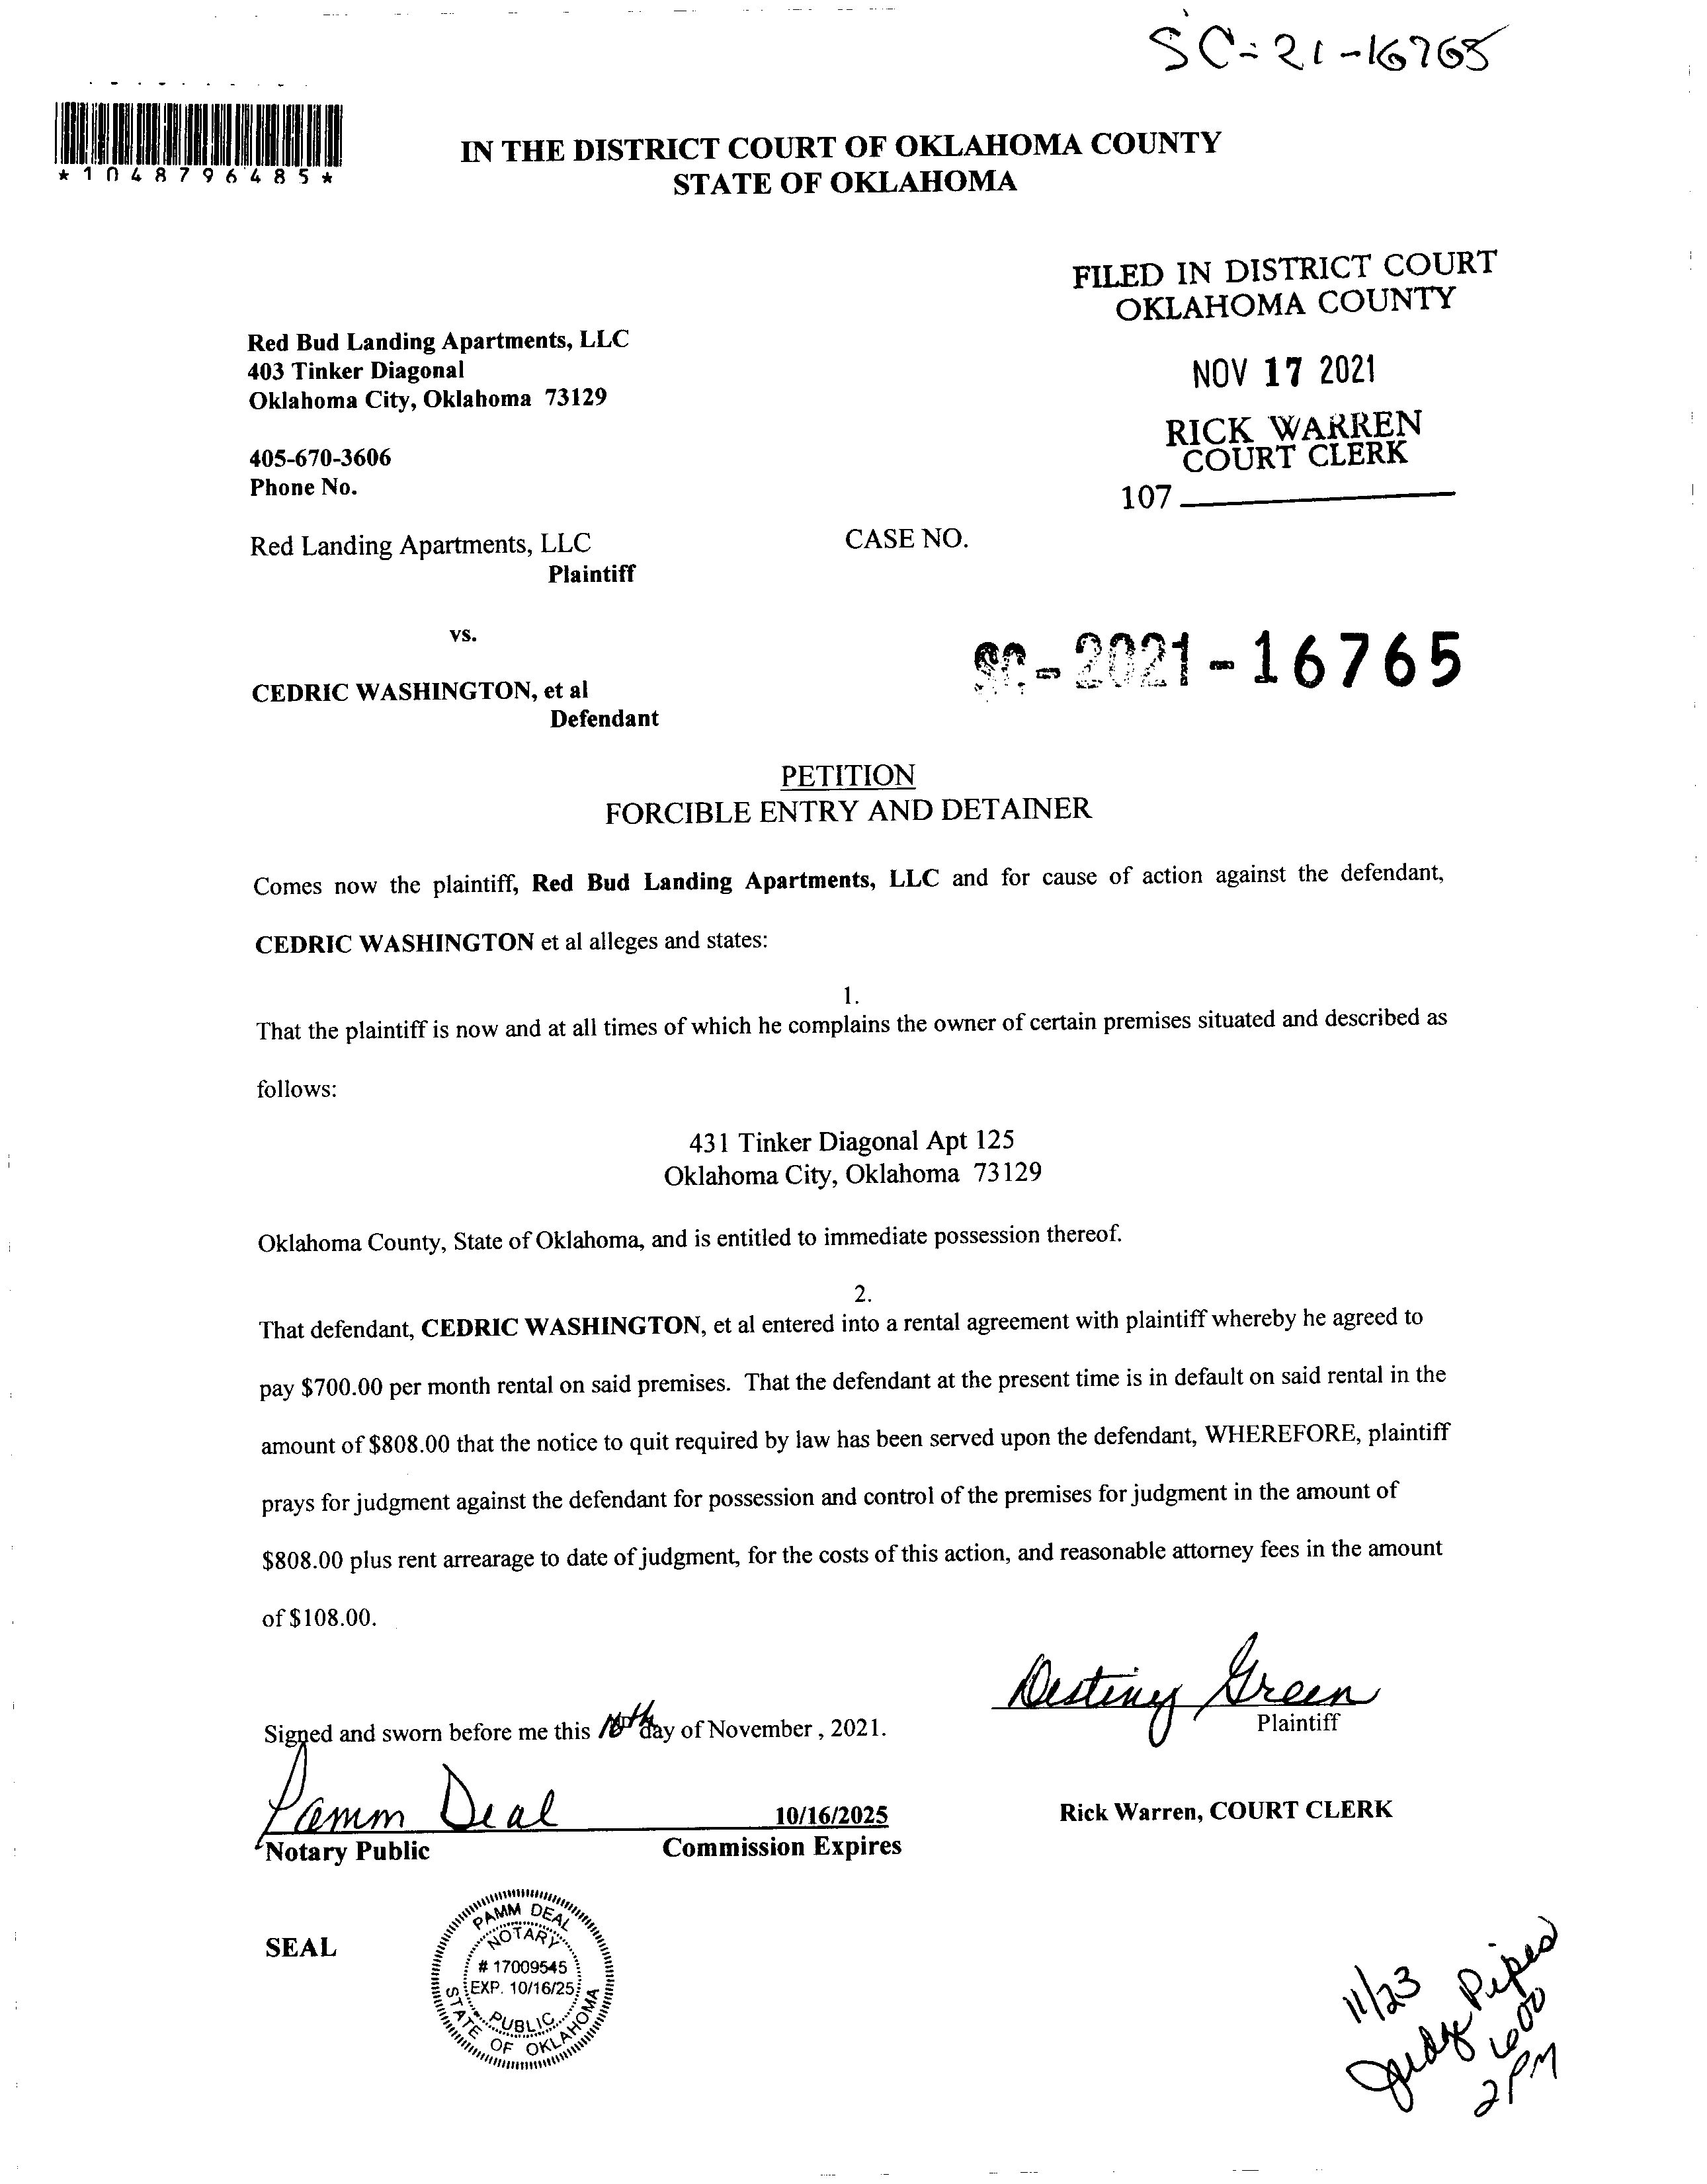 SC-21-16765
*1048796485*
IN THE DISTRICT COURT OF OKLAHOMA COUNTY
STATE OF OKLAHOMA
FILED IN DISTRICT COURT
OKLAHOMA COUNTY
NOV 17 2021
RICK WARREN
COURT CLERK
107
Red Bud Landing Apartments, LLC
403 Tinker Diagonal
Oklahoma City, Oklahoma 73129
405-670-3606
Phone No.
Red Landing Apartments, LLC
Plaintiff
CASE NO.
vs.
SC-2021-16765
CEDRIC WASHINGTON, et al
Defendant
PETITION
FORCIBLE ENTRY AND DETAINER
Comes now the plaintiff, Red Bud Landing Apartments, LLC and for cause of action against the defendant,
CEDRIC WASHINGTON et al alleges and states:
1.
That the plaintiff is now and at all times of which he complains the owner of certain premises situated and described as
follows:
431 Tinker Diagonal Apt 125
Oklahoma City, Oklahoma 73129
Oklahoma County, State of Oklahoma, and is entitled to immediate possession thereof.
2.
That defendant, CEDRIC WASHINGTON, et al entered into a rental agreement with plaintiff whereby he agreed to
pay $700.00 per month rental on said premises. That the defendant at the present time is in default on said rental in the
amount of $808.00 that the notice to quit required by law has been served upon the defendant, WHEREFORE, plaintiff
prays for judgment against the defendant for possession and control of the premises for judgment in the amount of
$808.00 plus rent arrearage to date of judgment, for the costs of this action, and reasonable attorney fees in the amount
of $108.00.
Destiny Green
Plaintiff
Signed and sworn before me this day of November , 2021.
Pamm Deal
10/16/2025
Notary Public
Commission Expires
Rick Warren, COURT CLERK
SEAL
PAMM DEAL
NOTARY
# 17009545
EXP. 10/16/25
PUBLIC
STATE OF OKLAHOMA
11/23
Judge Pipes
600
2PM